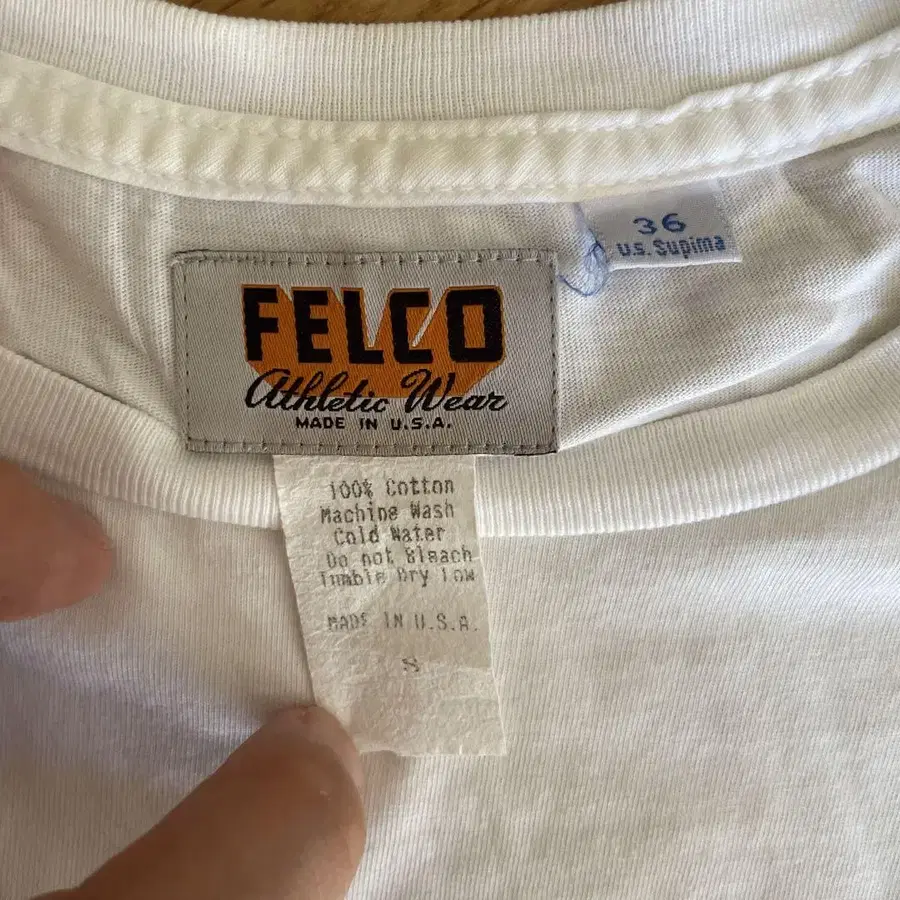 36
U.S. Supima
FELCO
Athletic Wear
MADE IN U.S.A.
100% Cotton
Machine Wash
Cold Water
Do not Bleach
Tumble Dry Low
MADE IN U.S.A.
S